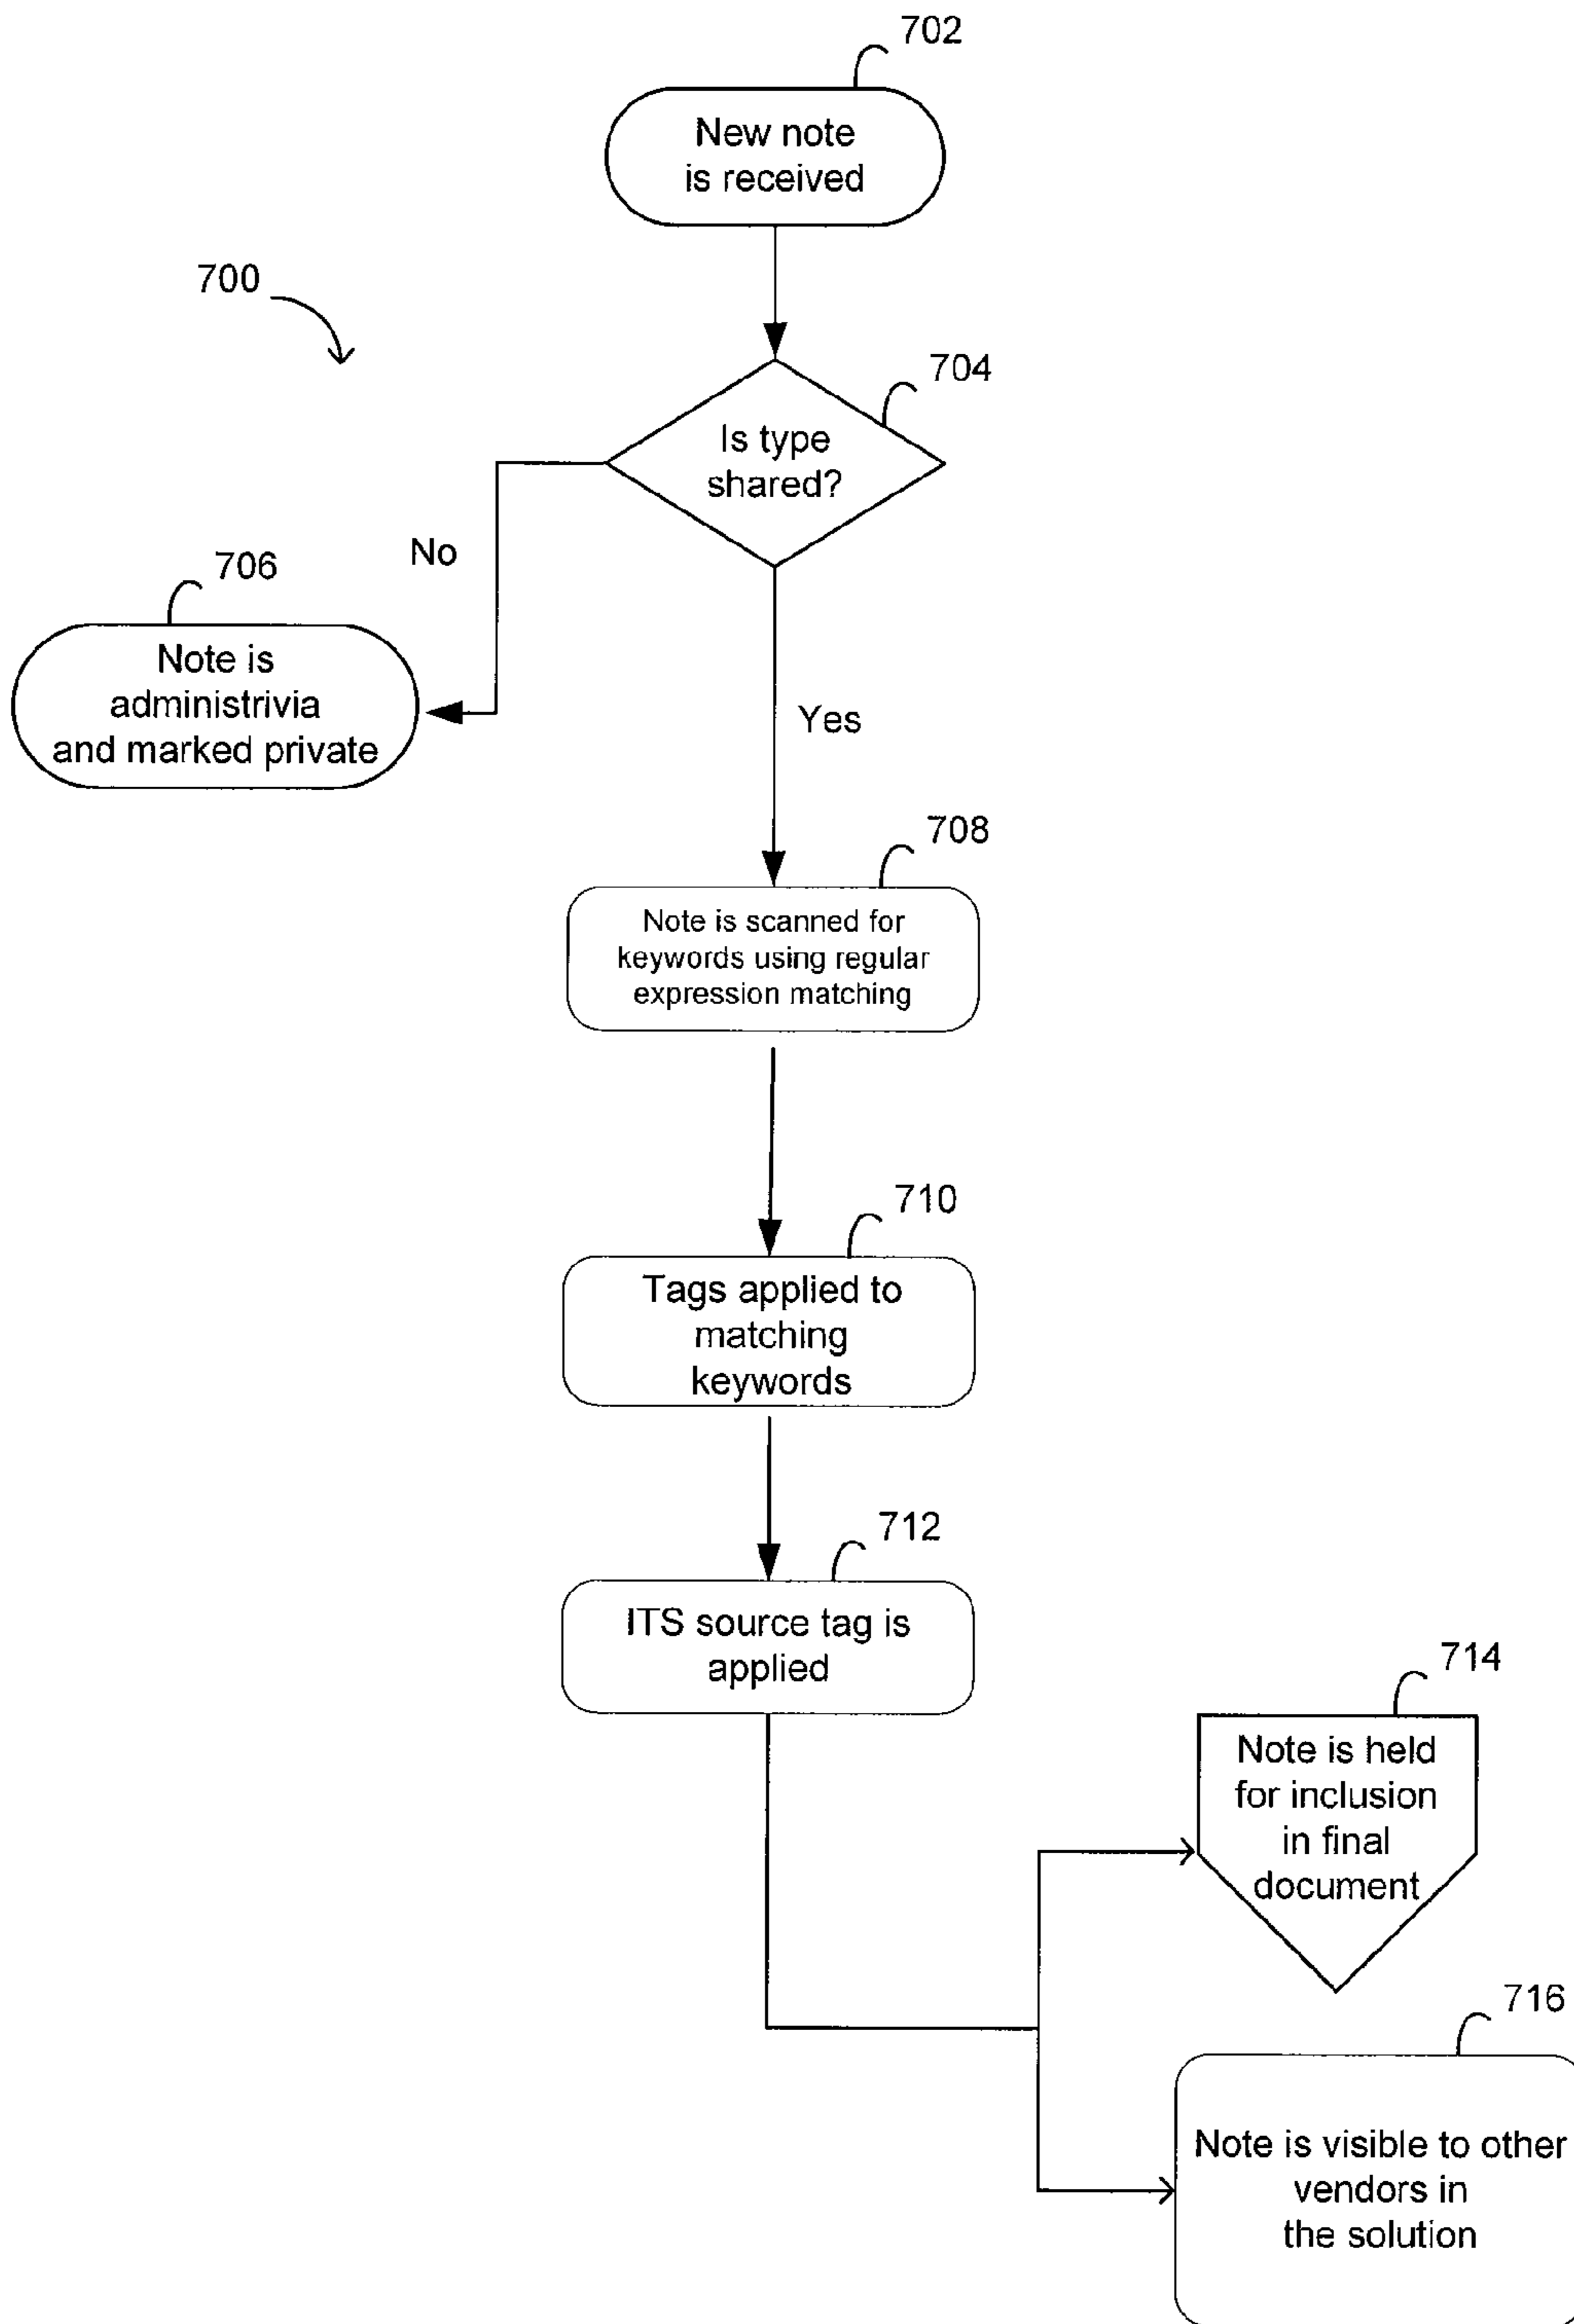 702
New note
is received
700
704
Is type
shared?
No
706
Note is
administrivia
and marked private
Yes
708
Note is scanned for
keywords using regular
expression matching
710
Tags applied to
matching
keywords
712
ITS source tag is
applied
714
Note is held
for inclusion
in final
document
716
Note is visible to other
vendors in
the solution